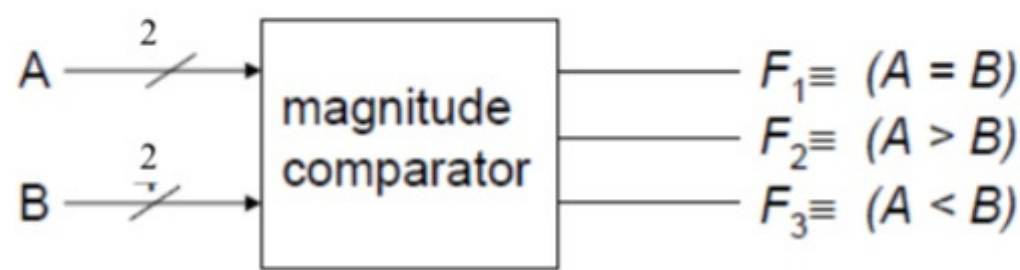 2
A
magnitude
comparator
2
B
F₁≡ (A = B)
F₂≡ (A > B)
F₃≡ (A < B)